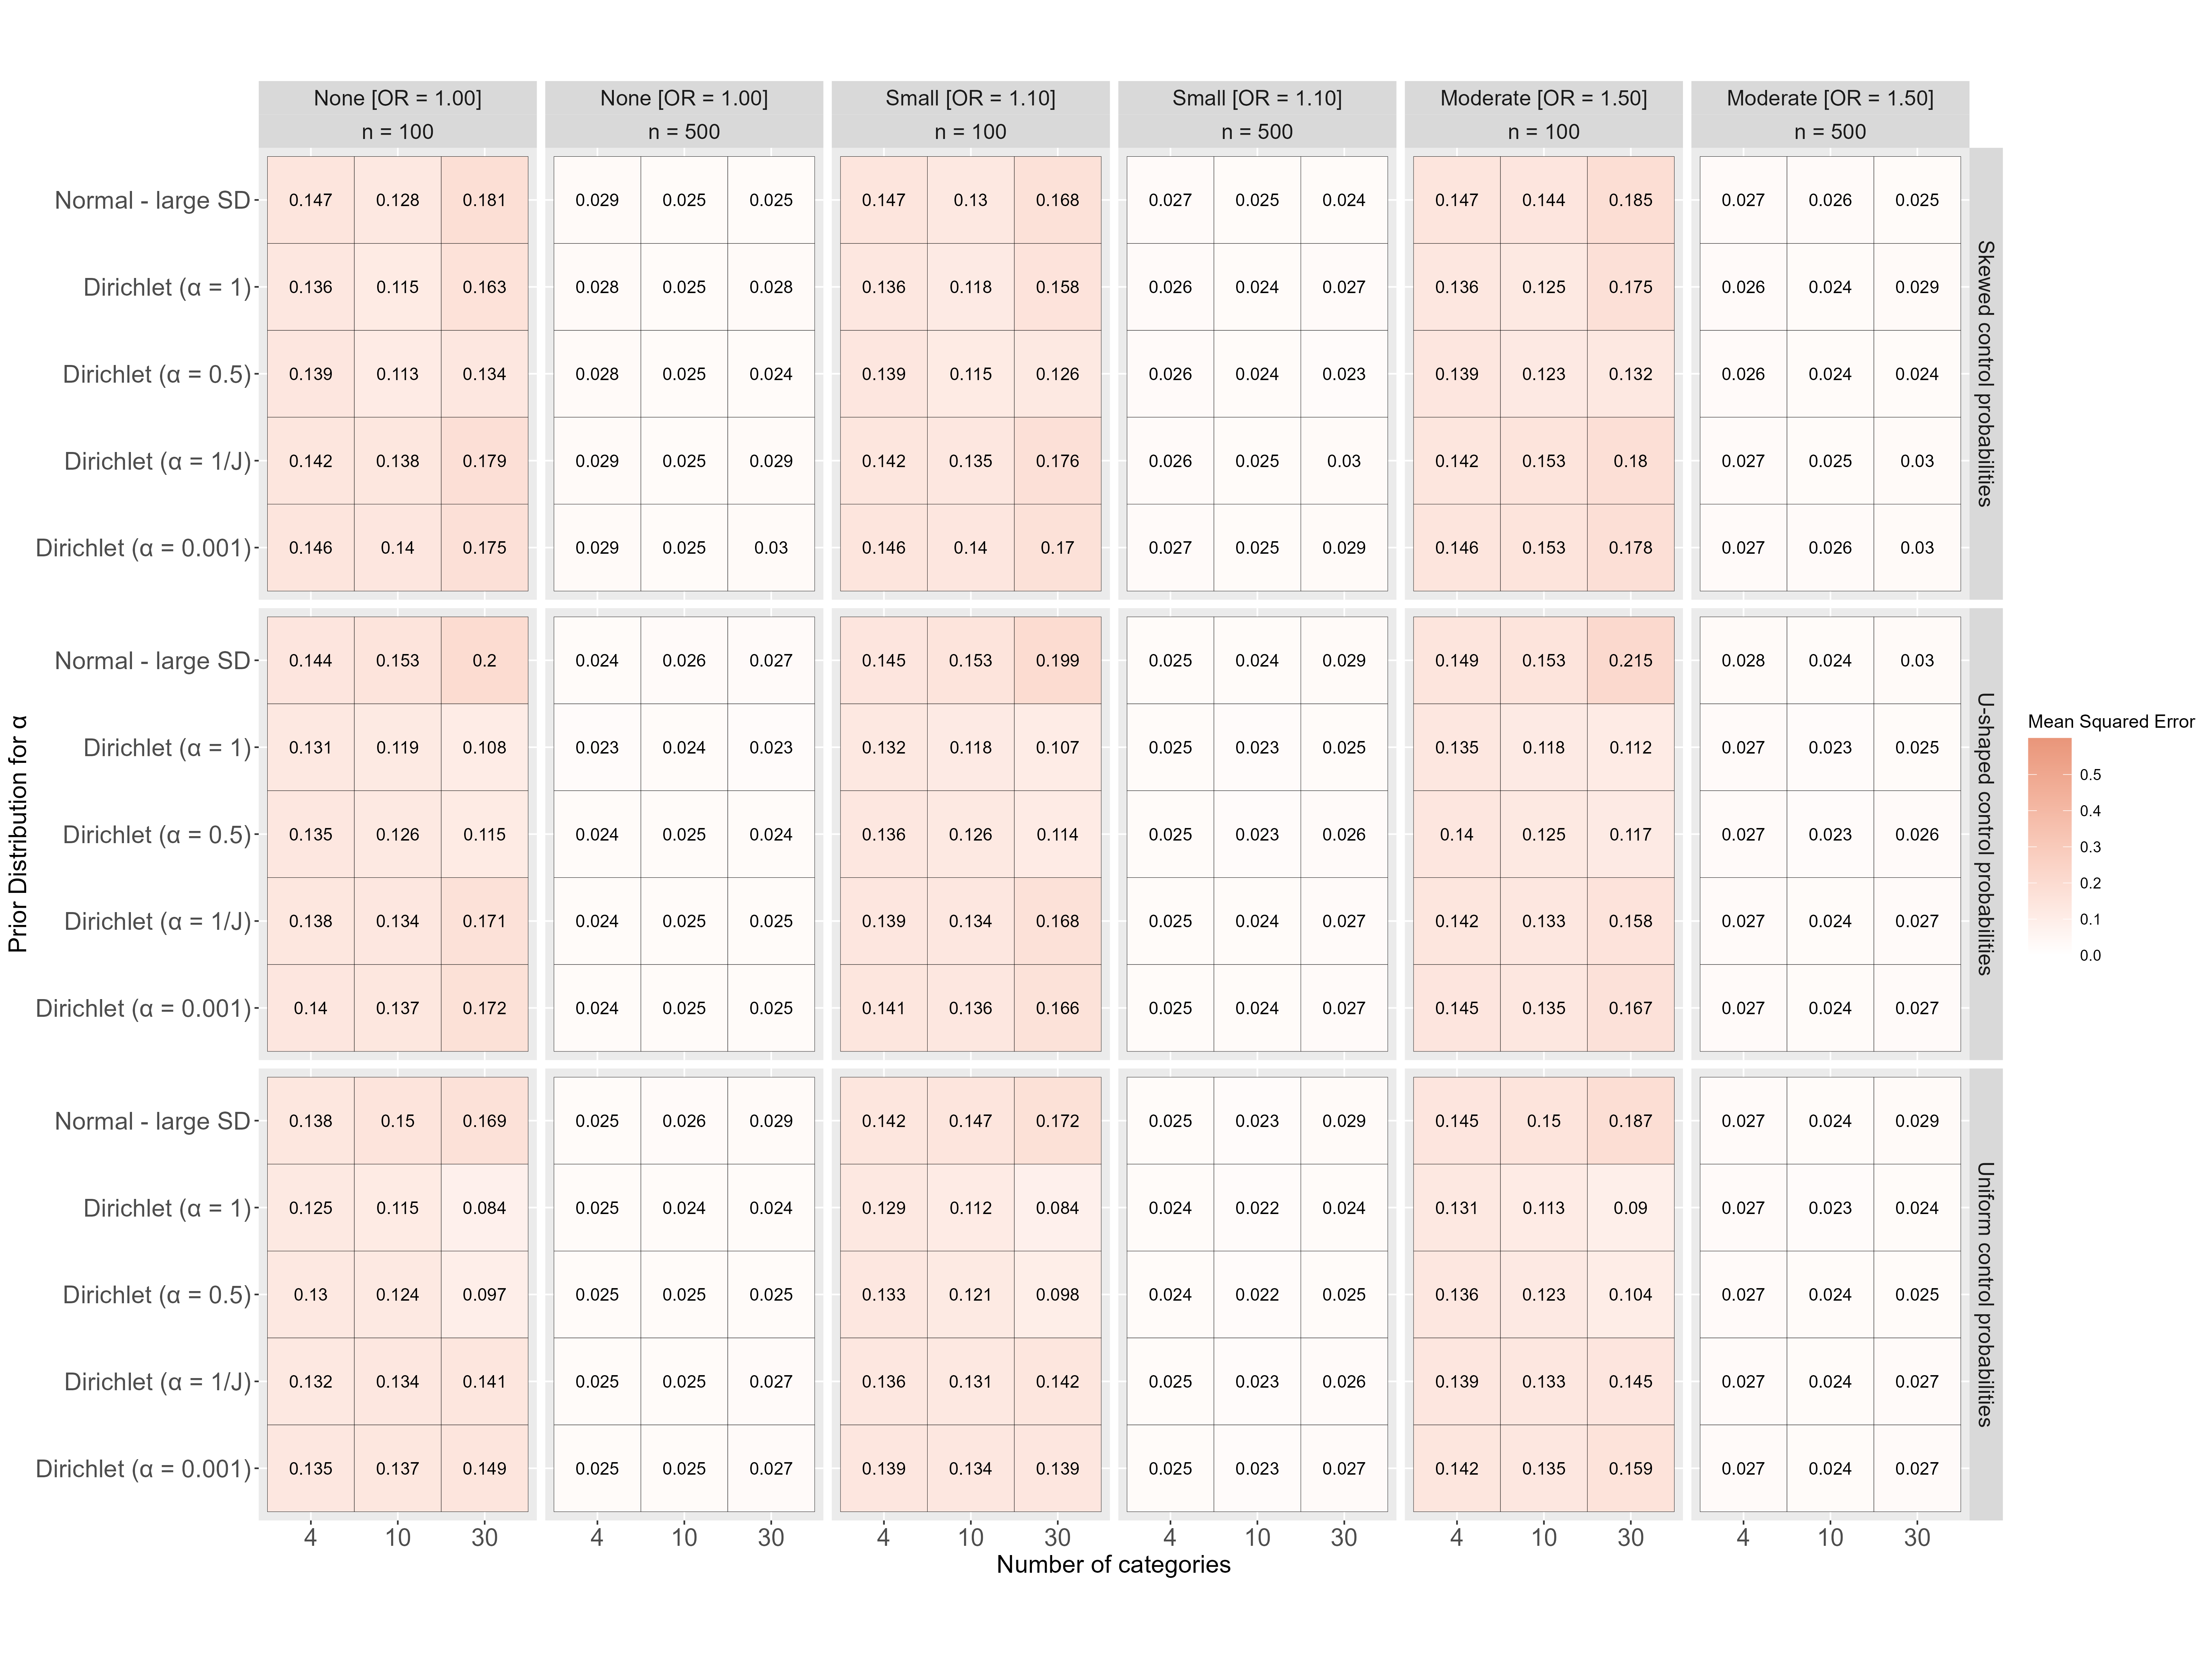 None [OR = 1.00] None [OR = 1.00] Small [OR = 1.10] Small [OR = 1.10] Moderate [OR = 1.50] Moderate [OR = 1.50]
n = 100 n = 500 n = 100 n = 500 n = 100 n = 500
Normal - large SD 0.147 0.128 0.181 0.029 0.025 0.025 0.147 0.13 0.168 0.027 0.025 0.024 0.147 0.144 0.185 0.027 0.026 0.025
Dirichlet (α = 1) 0.136 0.115 0.163 0.028 0.025 0.028 0.136 0.118 0.158 0.026 0.024 0.027 0.136 0.125 0.175 0.026 0.024 0.029
Dirichlet (α = 0.5) 0.139 0.113 0.134 0.028 0.025 0.024 0.139 0.115 0.126 0.026 0.024 0.023 0.139 0.123 0.132 0.026 0.024 0.024
Dirichlet (α = 1/J) 0.142 0.138 0.179 0.029 0.025 0.029 0.142 0.135 0.176 0.026 0.025 0.03 0.142 0.153 0.18 0.027 0.025 0.03
Dirichlet (α = 0.001) 0.146 0.14 0.175 0.029 0.025 0.03 0.146 0.14 0.17 0.027 0.025 0.029 0.146 0.153 0.178 0.027 0.026 0.03
Skewed control probabilities
Normal - large SD 0.144 0.153 0.2 0.024 0.026 0.027 0.145 0.153 0.199 0.025 0.024 0.029 0.149 0.153 0.215 0.028 0.024 0.03
Dirichlet (α = 1) 0.131 0.119 0.108 0.023 0.024 0.023 0.132 0.118 0.107 0.025 0.023 0.025 0.135 0.118 0.112 0.027 0.023 0.025
Dirichlet (α = 0.5) 0.135 0.126 0.115 0.024 0.025 0.024 0.136 0.126 0.114 0.025 0.023 0.026 0.14 0.125 0.117 0.027 0.023 0.026
Dirichlet (α = 1/J) 0.138 0.134 0.171 0.024 0.025 0.025 0.139 0.134 0.168 0.025 0.024 0.027 0.142 0.133 0.158 0.027 0.024 0.027
Dirichlet (α = 0.001) 0.14 0.137 0.172 0.024 0.025 0.025 0.141 0.136 0.166 0.025 0.024 0.027 0.145 0.135 0.167 0.027 0.024 0.027
U-shaped control probabilities
Normal - large SD 0.138 0.15 0.169 0.025 0.026 0.029 0.142 0.147 0.172 0.025 0.023 0.029 0.145 0.15 0.187 0.027 0.024 0.029
Dirichlet (α = 1) 0.125 0.115 0.084 0.025 0.024 0.024 0.129 0.112 0.084 0.024 0.022 0.024 0.131 0.113 0.09 0.027 0.023 0.024
Dirichlet (α = 0.5) 0.13 0.124 0.097 0.025 0.025 0.025 0.133 0.121 0.098 0.024 0.022 0.025 0.136 0.123 0.104 0.027 0.024 0.025
Dirichlet (α = 1/J) 0.132 0.134 0.141 0.025 0.025 0.027 0.136 0.131 0.142 0.025 0.023 0.026 0.139 0.133 0.145 0.027 0.024 0.027
Dirichlet (α = 0.001) 0.135 0.137 0.149 0.025 0.025 0.027 0.139 0.134 0.139 0.025 0.023 0.027 0.142 0.135 0.159 0.027 0.024 0.027
Uniform control probabilities
4 10 30 4 10 30 4 10 30 4 10 30 4 10 30 4 10 30
Number of categories
Prior Distribution for α
Mean Squared Error
0.5
0.4
0.3
0.2
0.1
0.0